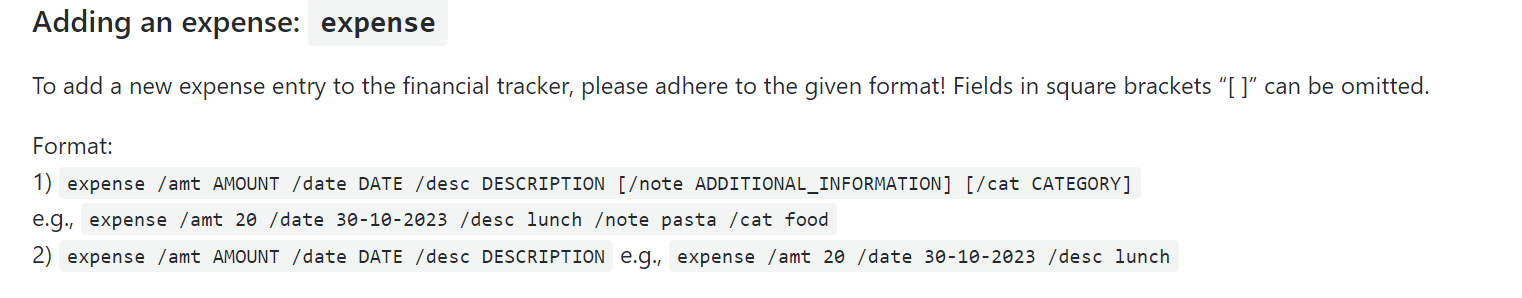 Adding an expense: expense
To add a new expense entry to the financial tracker, please adhere to the given format! Fields in square brackets “[ ]” can be omitted.
Format:
1) expense /amt AMOUNT /date DATE /desc DESCRIPTION [/note ADDITIONAL_INFORMATION] [/cat CATEGORY]
e.g., expense /amt 20 /date 30-10-2023 /desc lunch /note pasta /cat food
2) expense /amt AMOUNT /date DATE /desc DESCRIPTION e.g., expense /amt 20 /date 30-10-2023 /desc lunch